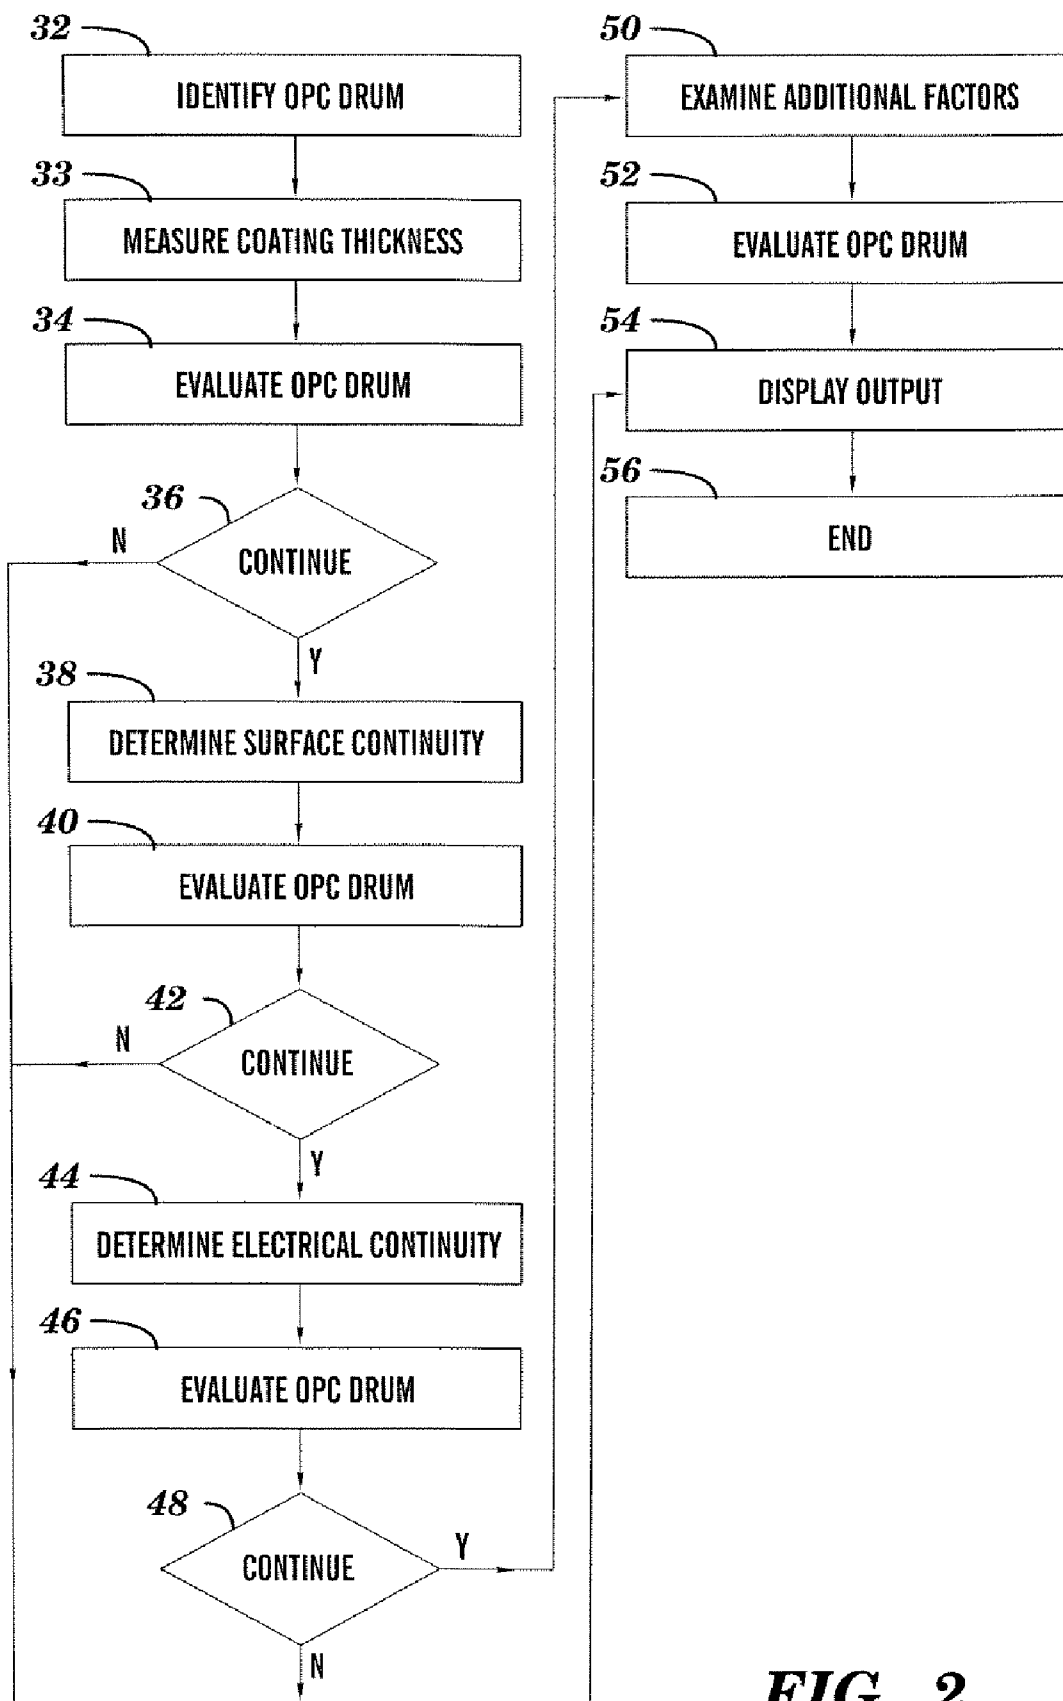 32
IDENTIFY OPC DRUM
33
MEASURE COATING THICKNESS
34
EVALUATE OPC DRUM
36
CONTINUE
N
Y
38
DETERMINE SURFACE CONTINUITY
40
EVALUATE OPC DRUM
42
CONTINUE
N
Y
44
DETERMINE ELECTRICAL CONTINUITY
46
EVALUATE OPC DRUM
48
CONTINUE
Y
N
50
EXAMINE ADDITIONAL FACTORS
52
EVALUATE OPC DRUM
54
DISPLAY OUTPUT
56
END
FIG. 2